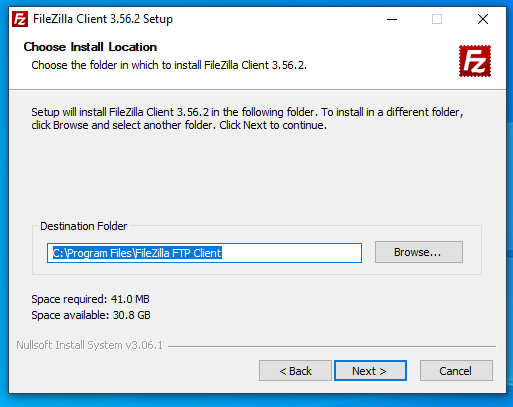 FileZilla Client 3.56.2 Setup
Choose Install Location
Choose the folder in which to install FileZilla Client 3.56.2.
Setup will install FileZilla Client 3.56.2 in the following folder. To install in a different folder,
click Browse and select another folder. Click Next to continue.
Destination Folder
C:\Program Files\FileZilla FTP Client
Browse...
Space required: 41.0 MB
Space available: 30.8 GB
Nullsoft Install System v3.06.1
< Back
Next >
Cancel